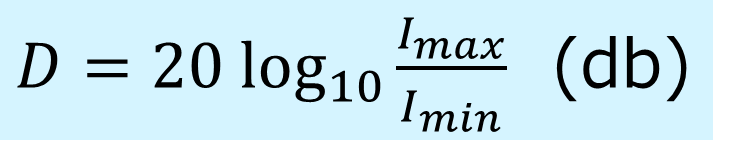 D = 20 log₁₀ I_max / I_min (db)